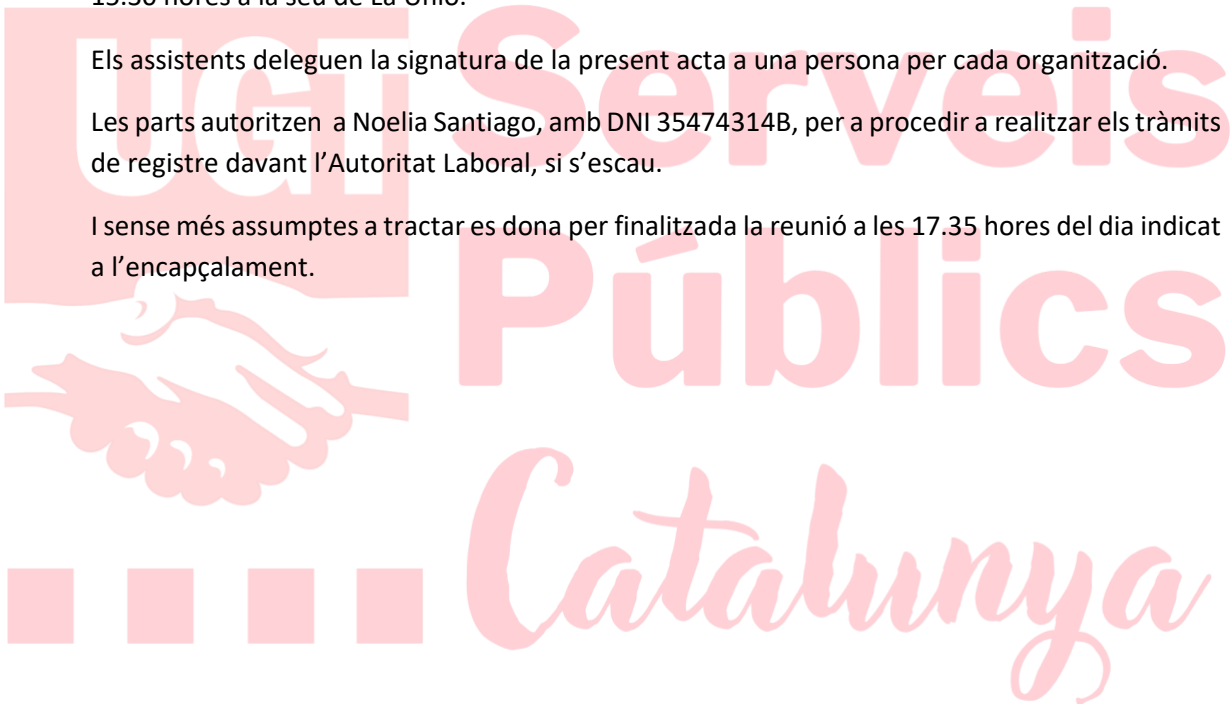 15.30 hores a la seu de La Unió.
Els assistents deleguen la signatura de la present acta a una persona per cada organització.
Les parts autoritzen a Noelia Santiago, amb DNI 35474314B, per a procedir a realitzar els tràmits
de registre davant l’Autoritat Laboral, si s’escau.
I sense més assumptes a tractar es dona per finalitzada la reunió a les 17.35 hores del dia indicat
a l’encapçalament.
UGT
Serveis
Públics
Catalunya